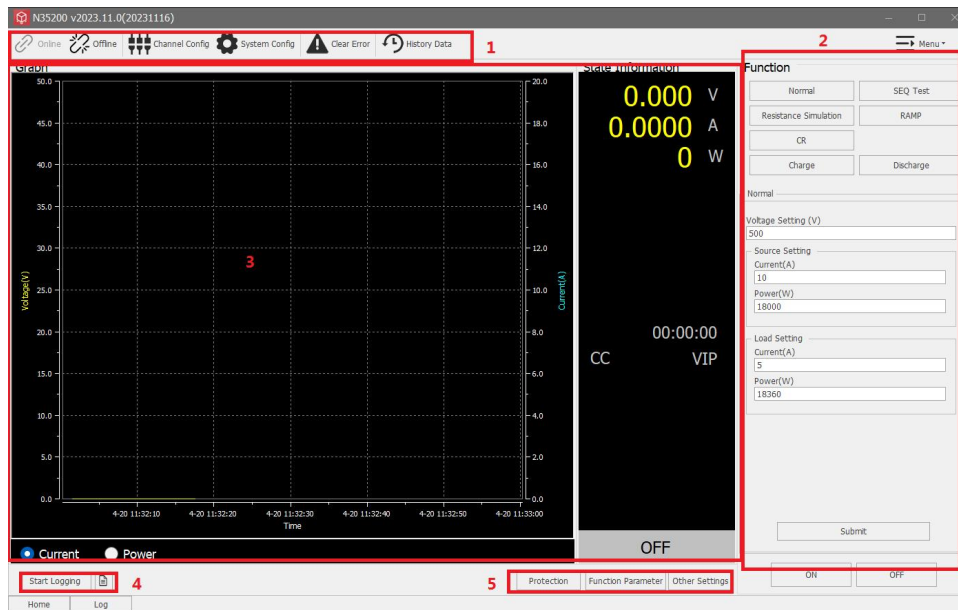 N35200 v2023.11.0(20231116)
Online Offline Channel Config System Config Clear Error History Data 1 2 Menu
Graph State Information Function
50.0 20.0 0.000 V Normal SEQ Test
45.0 18.0 0.0000 A Resistance Simulation RAMP
0 W CR
40.0 16.0 Charge Discharge
35.0 14.0 Normal
Voltage Setting (V)
500
30.0 12.0 Source Setting
3 Current(A)
10
Voltage(V) 25.0 10.0 Current(A) Power(W)
18000
20.0 8.0 00:00:00 Load Setting
CC VIP Current(A)
15.0 6.0 5
Power(W)
18360
10.0 4.0
5.0 2.0
0.0 0.0
4-20 11:32:10 4-20 11:32:20 4-20 11:32:30 4-20 11:32:40 4-20 11:32:50 4-20 11:33:00
Time
Submit
Current Power OFF
Start Logging 4 5 Protection Function Parameter Other Settings ON OFF
Home Log